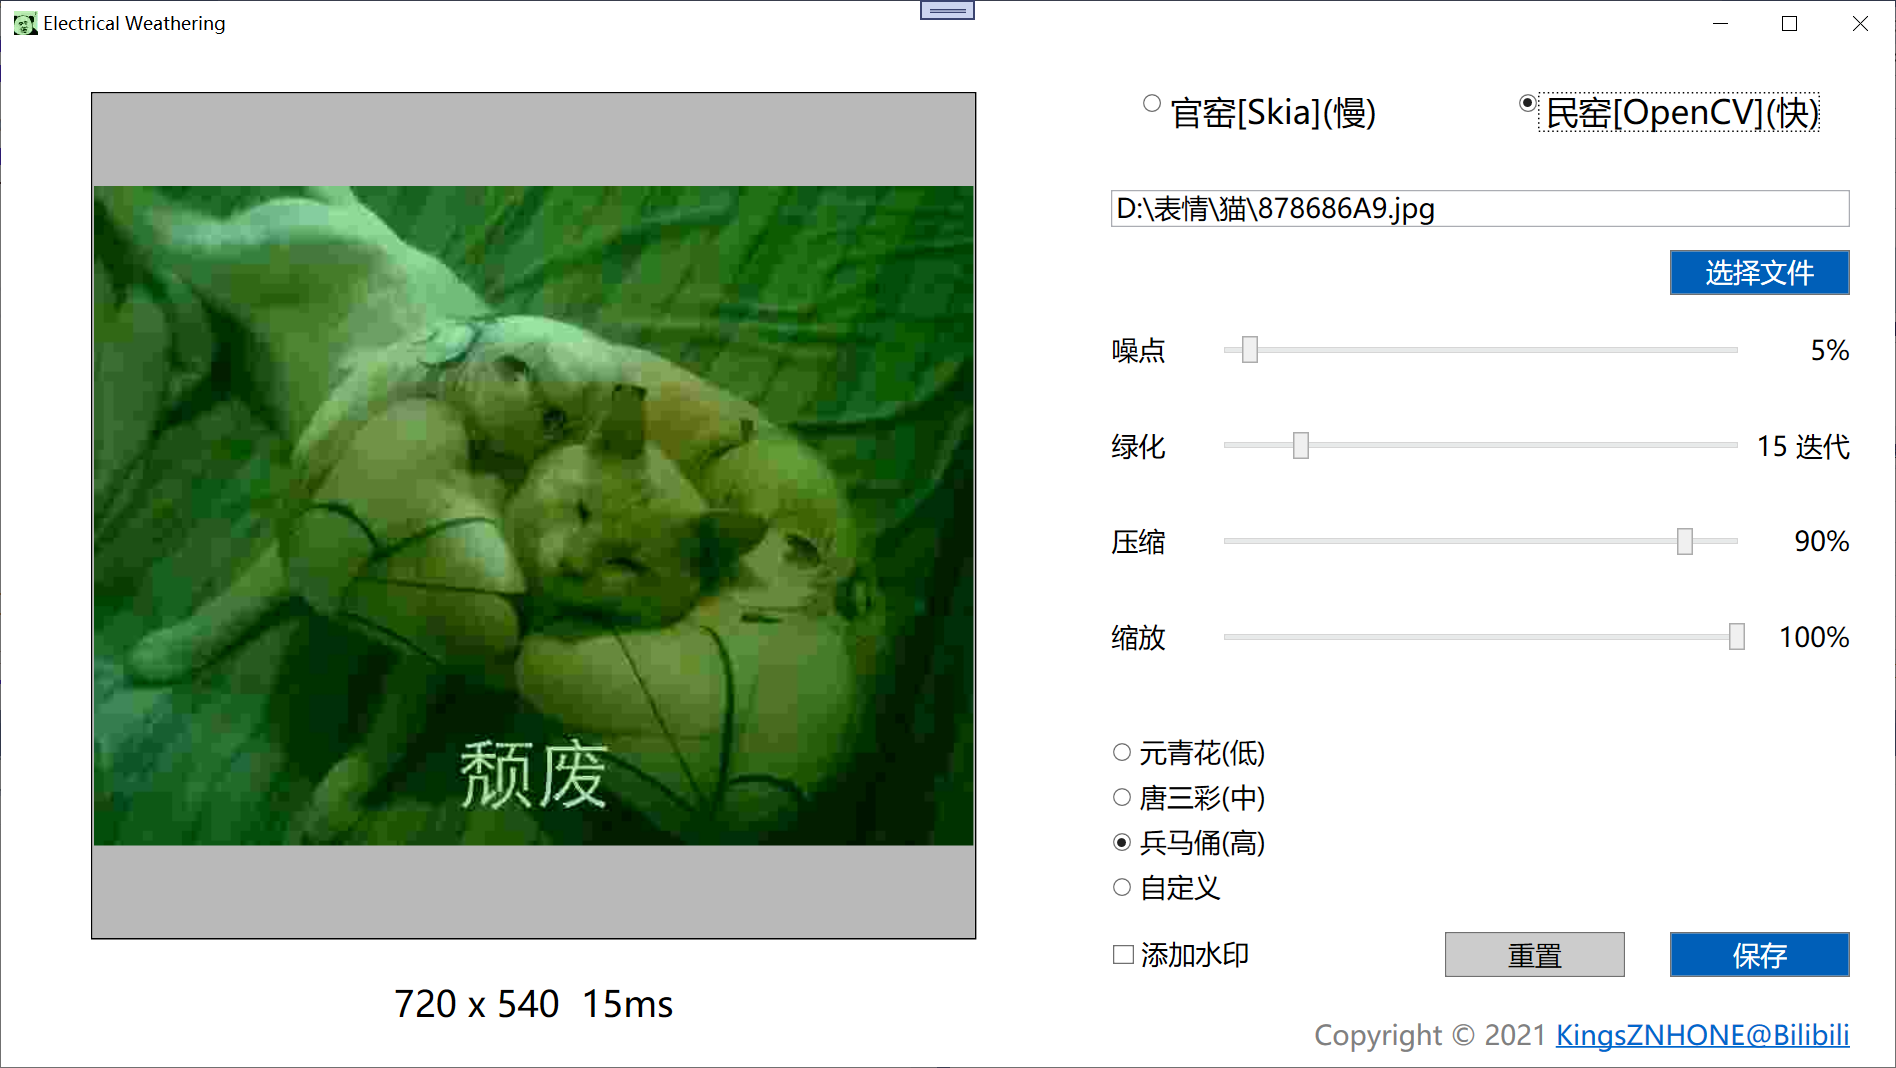 Electrical Weathering
官窑[Skia](慢)
民窑[OpenCV](快)
D:\表情\猫\878686A9.jpg
选择文件
噪点 5%
绿化 15 迭代
压缩 90%
缩放 100%
元青花(低)
唐三彩(中)
兵马俑(高)
自定义
添加水印
重置
保存
颓废
720 x 540 15ms
Copyright © 2021 KingsZNHONE@Bilibili